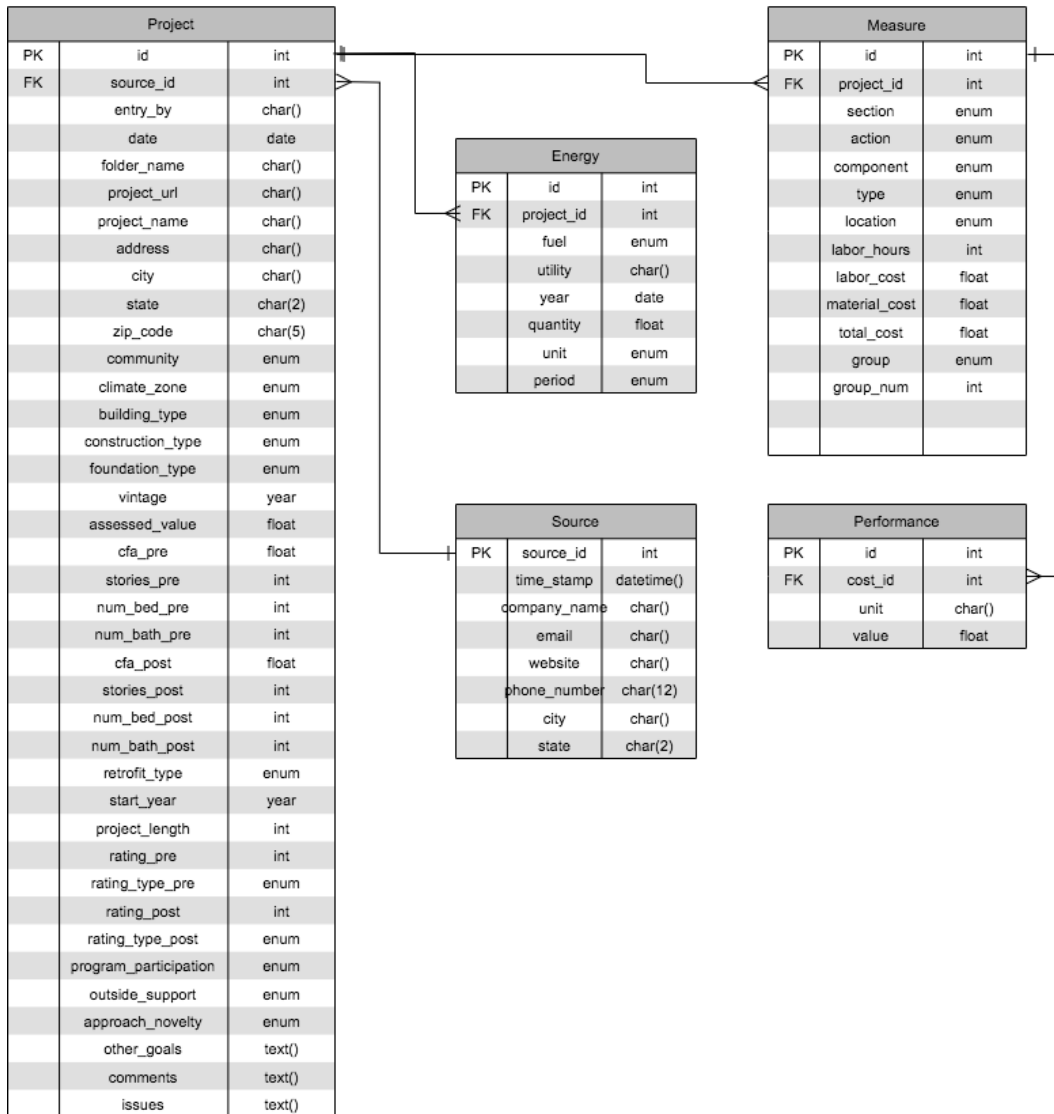 Project
PK id int
FK source_id int
entry_by char()
date date
folder_name char()
project_url char()
project_name char()
address char()
city char()
state char(2)
zip_code char(5)
community enum
climate_zone enum
building_type enum
construction_type enum
foundation_type enum
vintage year
assessed_value float
cfa_pre float
stories_pre int
num_bed_pre int
num_bath_pre int
cfa_post float
stories_post int
num_bed_post int
num_bath_post int
retrofit_type enum
start_year year
project_length int
rating_pre int
rating_type_pre enum
rating_post int
rating_type_post enum
program_participation enum
outside_support enum
approach_novelty enum
other_goals text()
comments text()
issues text()
Energy
PK id int
FK project_id int
fuel enum
utility char()
year date
quantity float
unit enum
period enum
Source
PK source_id int
time_stamp datetime()
company_name char()
email char()
website char()
phone_number char(12)
city char()
state char(2)
Measure
PK id int
FK project_id int
section enum
action enum
component enum
type enum
location enum
labor_hours int
labor_cost float
material_cost float
total_cost float
group enum
group_num int
Performance
PK id int
FK cost_id int
unit char()
value float